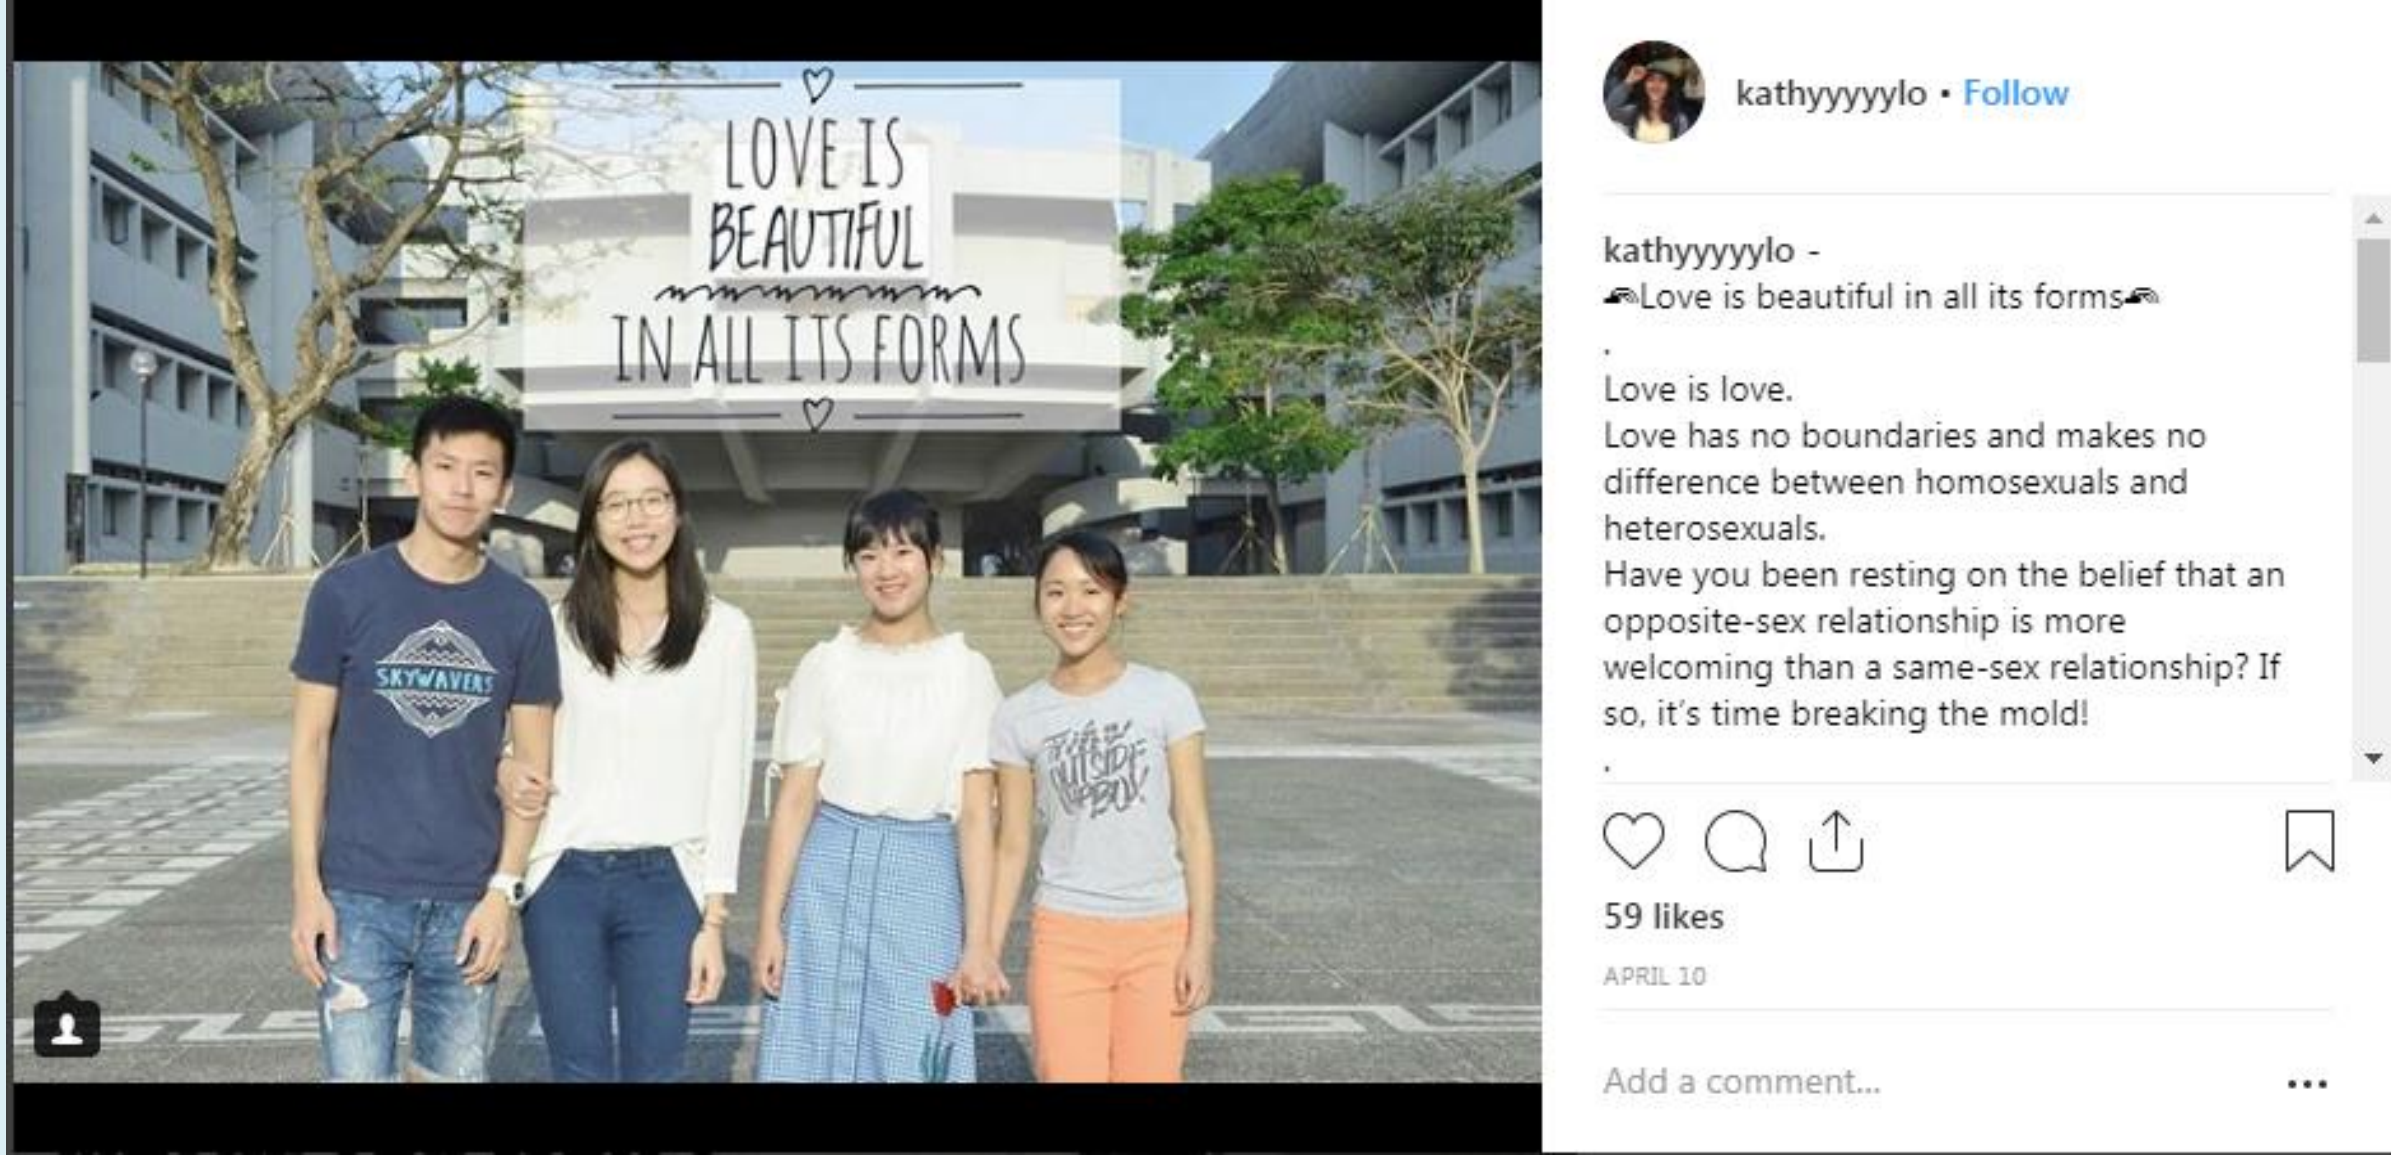 LOVE IS
BEAUTIFUL
IN ALL ITS FORMS
SKYWAVERS
OUTSIDE
BOX
kathyyyyylo • Follow
kathyyyyylo -
Love is beautiful in all its forms
.
Love is love.
Love has no boundaries and makes no
difference between homosexuals and
heterosexuals.
Have you been resting on the belief that an
opposite-sex relationship is more
welcoming than a same-sex relationship? If
so, it's time breaking the mold!
.
59 likes
APRIL 10
Add a comment...